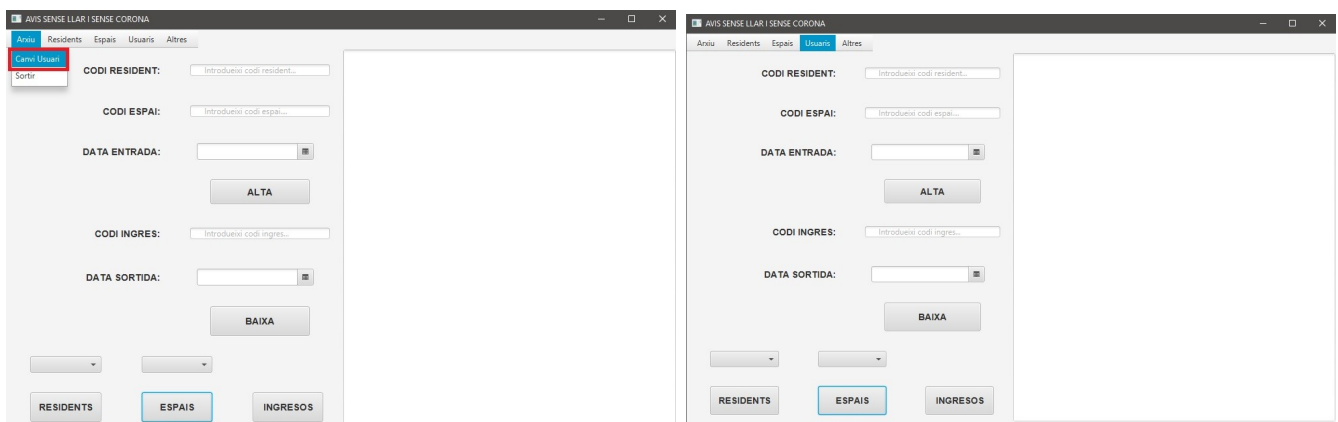 AVIS SENSE LLAR I SENSE CORONA
Arxiu Residents Espais Usuaris Altres
Canvi Usuari
Sortir
CODI RESIDENT: Introdueixi codi resident...
CODI ESPAI: Introdueixi codi espai...
DATA ENTRADA:
ALTA
CODI INGRES: Introdueixi codi ingres...
DATA SORTIDA:
BAIXA
RESIDENTS ESPAIS INGRESOS
AVIS SENSE LLAR I SENSE CORONA
Arxiu Residents Espais Usuaris Altres
CODI RESIDENT: Introdueixi codi resident...
CODI ESPAI: Introdueixi codi espai...
DATA ENTRADA:
ALTA
CODI INGRES: Introdueixi codi ingres...
DATA SORTIDA:
BAIXA
RESIDENTS ESPAIS INGRESOS